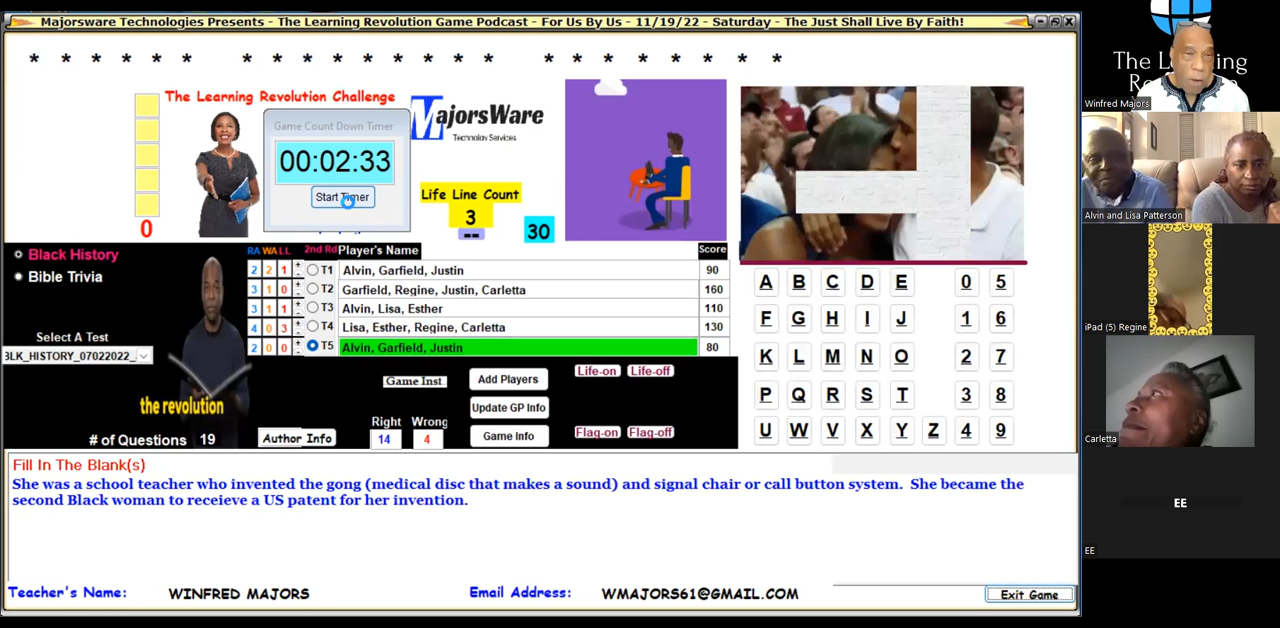 Majorsware Technologies Presents - The Learning Revolution Game Podcast - For Us By Us - 11/19/22 - Saturday - The Just Shall Live By Faith!
* * * * * * * * * * * * * * * * * * * * * * *
The Learning Revolution Challenge
Game Count Down Timer
00:02:33
Start Timer
0
MajorsWare
Technology Services
Life Line Count
3
--
30
Black History
Bible Trivia
Select A Test
BLK_HISTORY_07022022_
the revolution
# of Questions 19
RA WA LL 2nd Rd Player's Name Score
2 2 1 + - T1 Alvin, Garfield, Justin 90
3 1 0 + - T2 Garfield, Regine, Justin, Carletta 160
3 1 1 + - T3 Alvin, Lisa, Esther 110
4 0 3 + - T4 Lisa, Esther, Regine, Carletta 130
2 0 0 + - T5 Alvin, Garfield, Justin 80
Game Inst
Add Players
Life-on Life-off
Update GP Info
Right Wrong
14 4
Author Info
Game Info
Flag-on Flag-off
A B C D E 0 5
F G H I J 1 6
K L M N O 2 7
P Q R S T 3 8
U W V X Y Z 4 9
Fill In The Blank(s)
She was a school teacher who invented the gong (medical disc that makes a sound) and signal chair or call button system. She became the
second Black woman to receieve a US patent for her invention.
Teacher's Name: WINFRED MAJORS Email Address: WMAJORS61@GMAIL.COM Exit Game
The L
Winfred Majors
Alvin and Lisa Patterson
iPad (5) Regine
Carletta
EE
EE